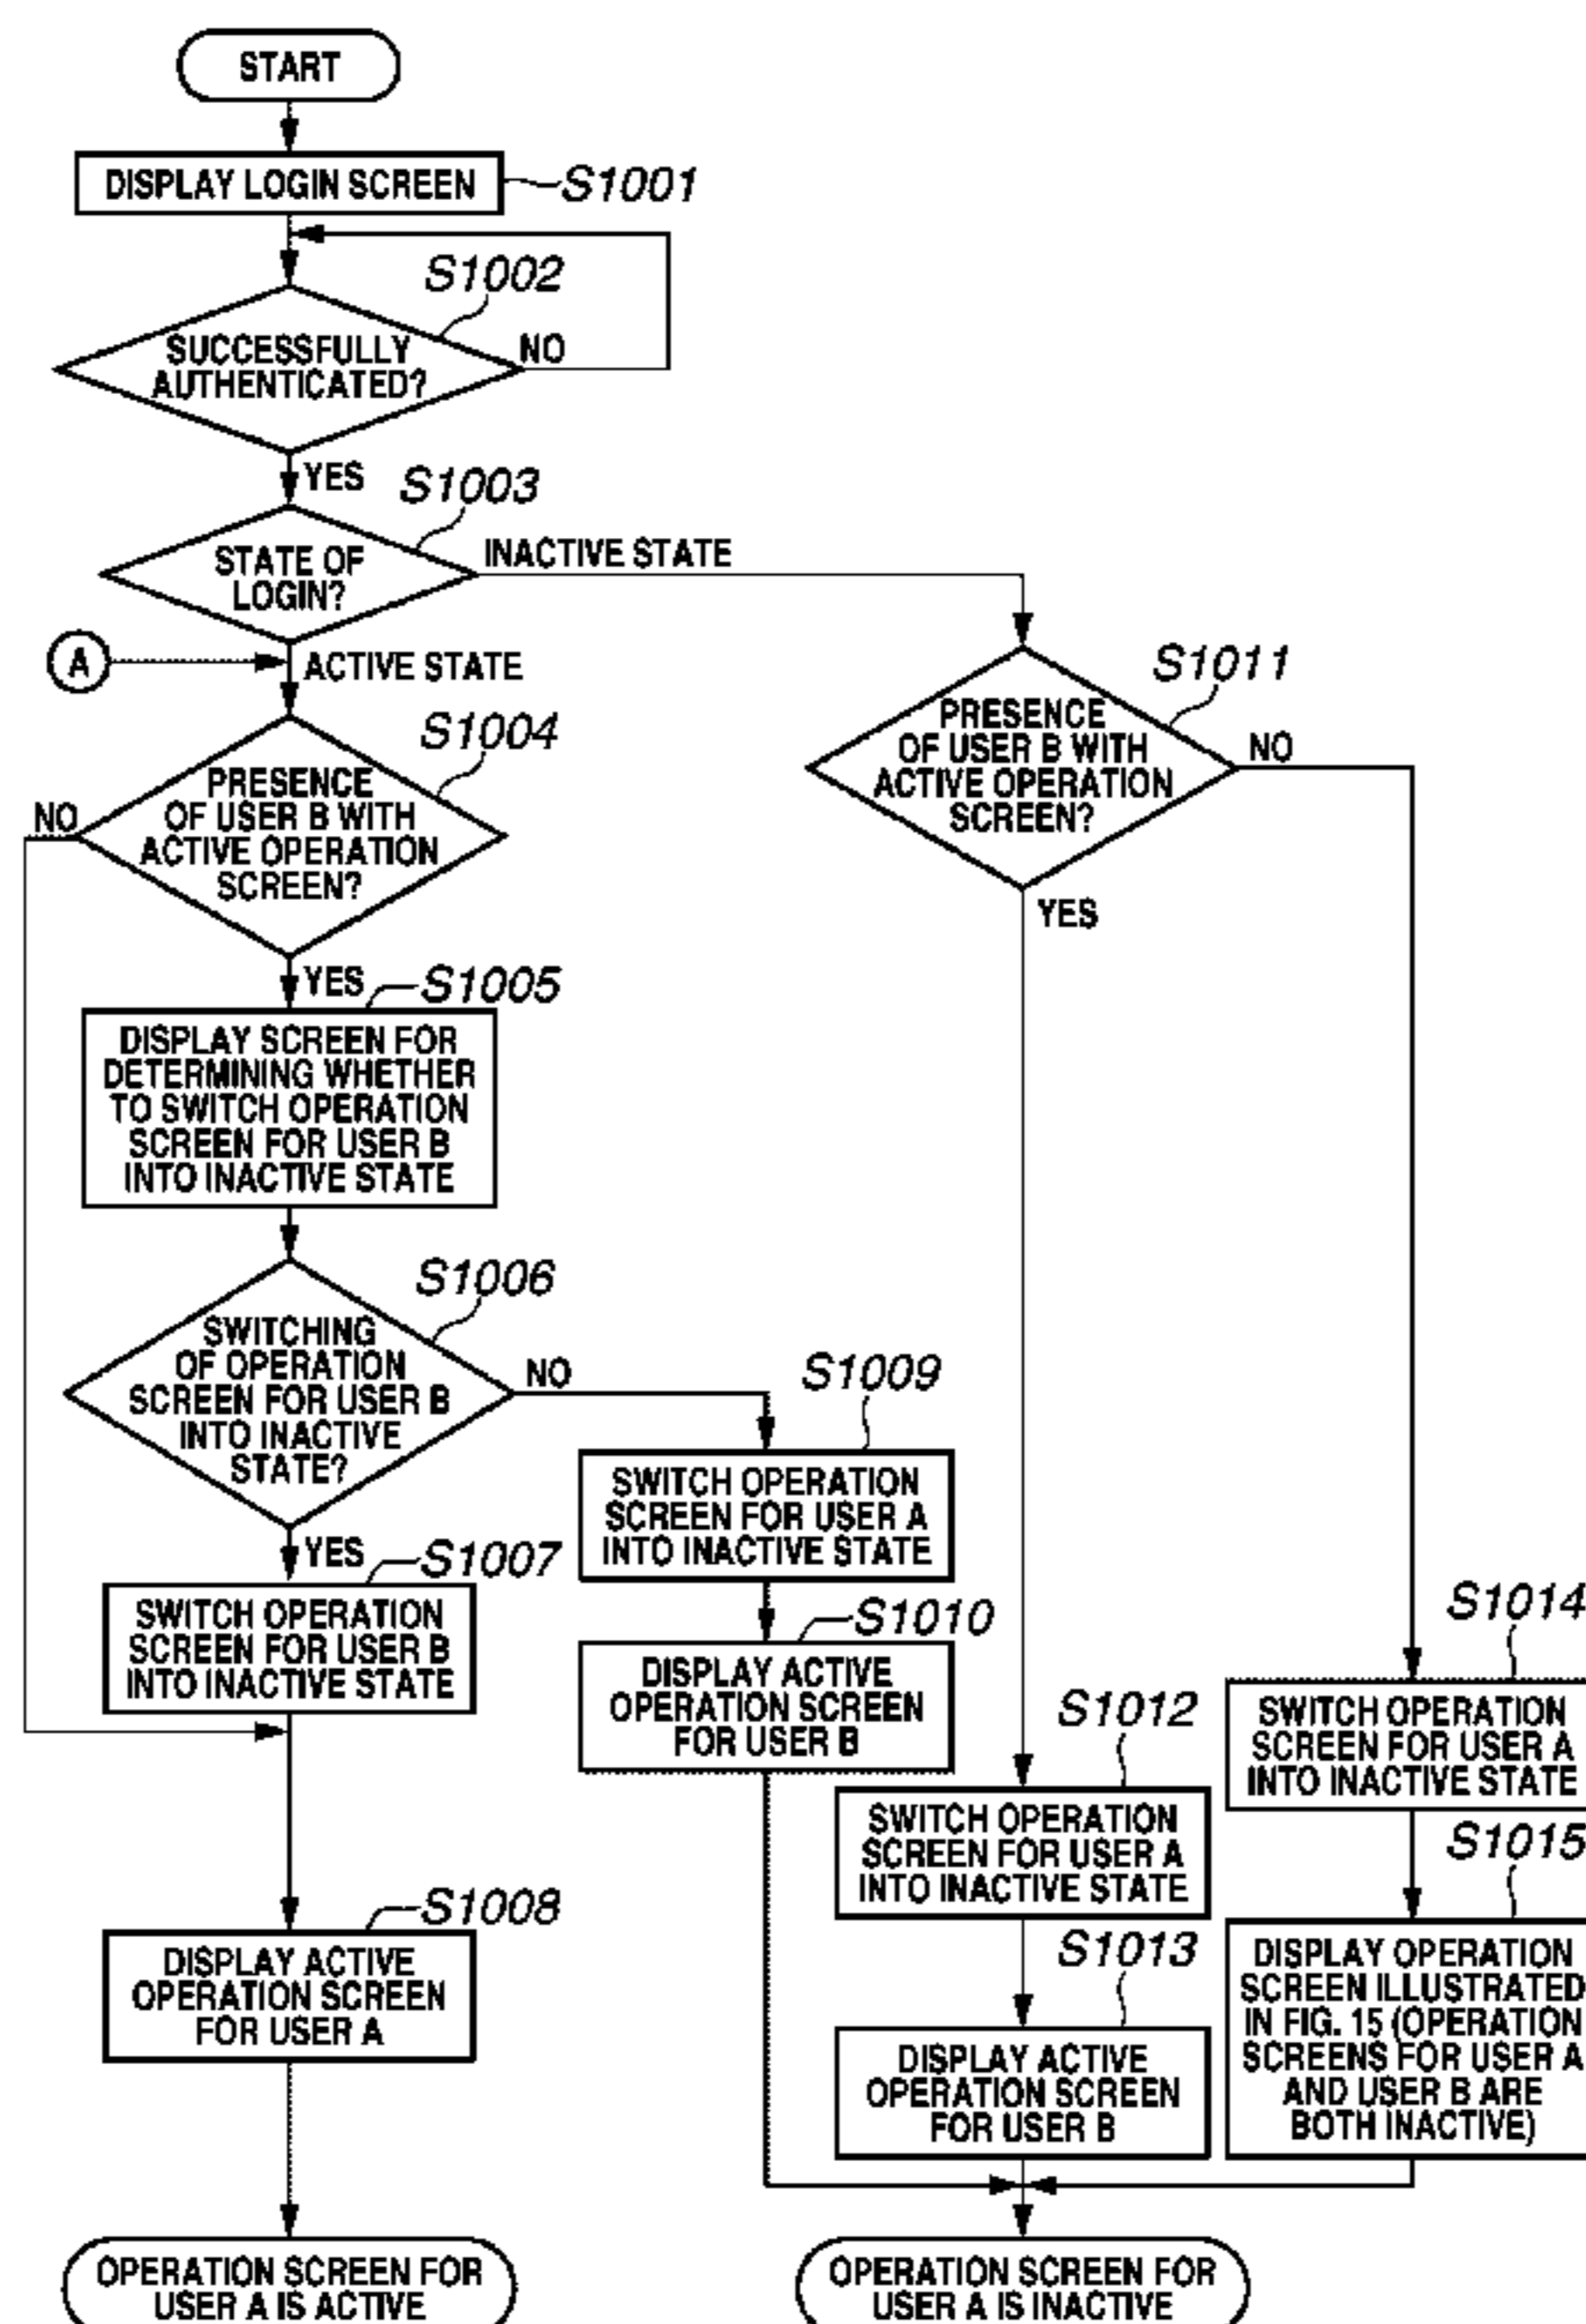 START
DISPLAY LOGIN SCREEN
S1001
S1002
SUCCESSFULLY
AUTHENTICATED?
NO
YES
S1003
STATE OF
LOGIN?
INACTIVE STATE
A
ACTIVE STATE
S1004
PRESENCE
OF USER B WITH
ACTIVE OPERATION
SCREEN?
NO
YES
S1005
DISPLAY SCREEN FOR
DETERMINING WHETHER
TO SWITCH OPERATION
SCREEN FOR USER B
INTO INACTIVE STATE
S1006
SWITCHING
OF OPERATION
SCREEN FOR USER B
INTO INACTIVE
STATE?
NO
YES
S1007
SWITCH OPERATION
SCREEN FOR USER B
INTO INACTIVE STATE
S1008
DISPLAY ACTIVE
OPERATION SCREEN
FOR USER A
OPERATION SCREEN FOR
USER A IS ACTIVE
S1009
SWITCH OPERATION
SCREEN FOR USER A
INTO INACTIVE STATE
S1010
DISPLAY ACTIVE
OPERATION SCREEN
FOR USER B
S1011
PRESENCE
OF USER B WITH
ACTIVE OPERATION
SCREEN?
NO
YES
S1012
SWITCH OPERATION
SCREEN FOR USER A
INTO INACTIVE STATE
S1013
DISPLAY ACTIVE
OPERATION SCREEN
FOR USER B
S1014
SWITCH OPERATION
SCREEN FOR USER A
INTO INACTIVE STATE
S1015
DISPLAY OPERATION
SCREEN ILLUSTRATED
IN FIG. 15 (OPERATION
SCREENS FOR USER A
AND USER B ARE
BOTH INACTIVE)
OPERATION SCREEN FOR
USER A IS INACTIVE